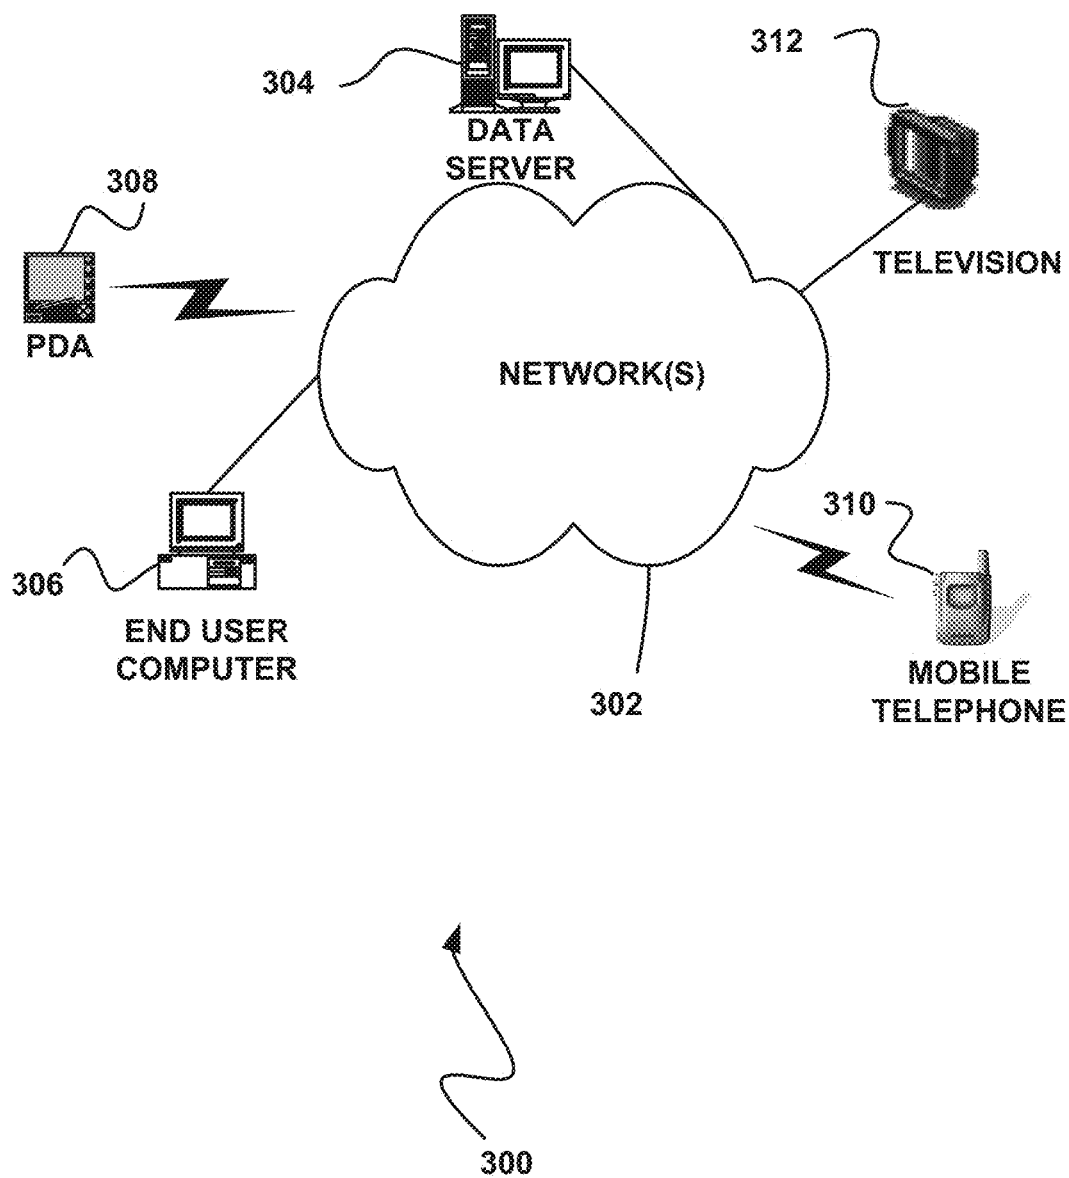 312
304
DATA
SERVER
308
TELEVISION
PDA
NETWORK(S)
310
306
END USER
COMPUTER
MOBILE
TELEPHONE
302
300